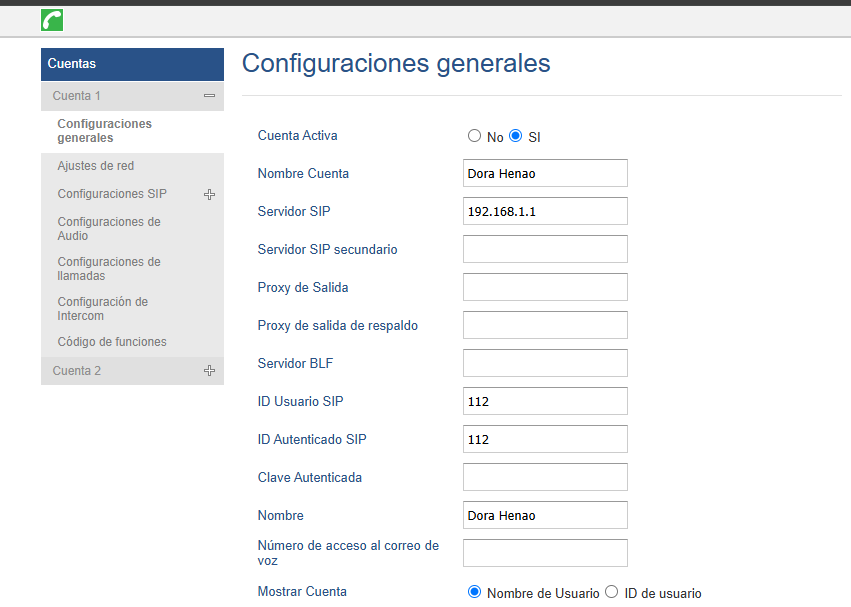 Cuentas
Cuenta 1
Configuraciones
generales
Ajustes de red
Configuraciones SIP
Configuraciones de
Audio
Configuraciones de
llamadas
Configuración de
Intercom
Código de funciones
Cuenta 2
Configuraciones generales
Cuenta Activa No SI
Nombre Cuenta Dora Henao
Servidor SIP 192.168.1.1
Servidor SIP secundario
Proxy de Salida
Proxy de salida de respaldo
Servidor BLF
ID Usuario SIP 112
ID Autenticado SIP 112
Clave Autenticada
Nombre Dora Henao
Número de acceso al correo de
voz
Mostrar Cuenta Nombre de Usuario ID de usuario